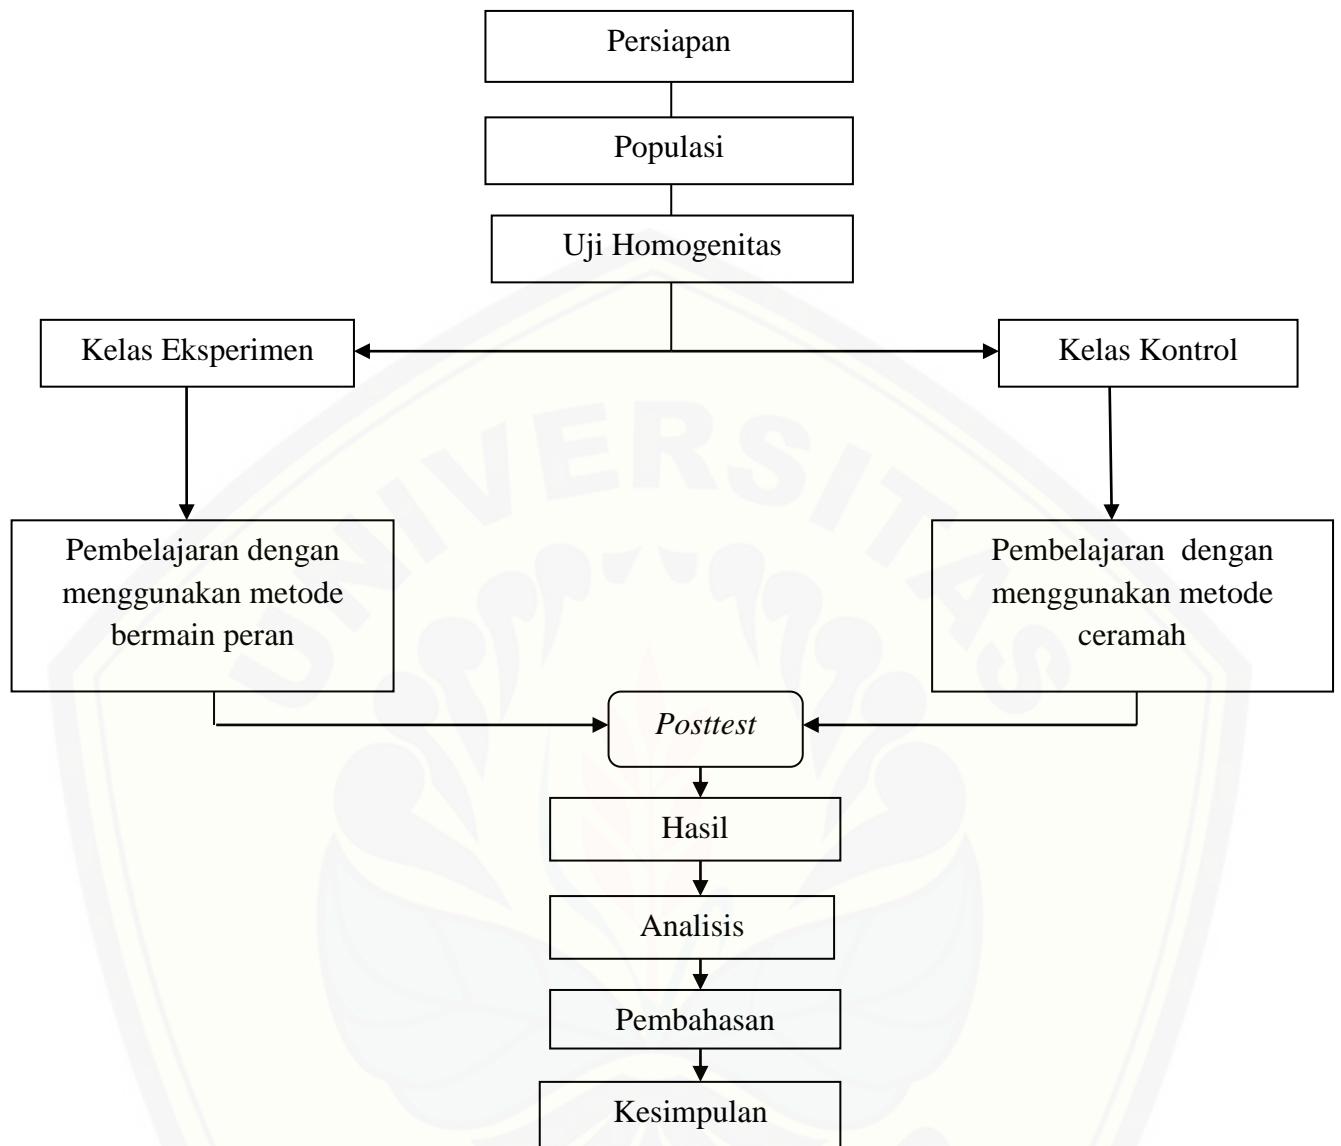 Persiapan
Populasi
Uji Homogenitas
Kelas Eksperimen
Kelas Kontrol
UNIVERSITAS
Pembelajaran dengan
menggunakan metode
bermain peran
Pembelajaran dengan
menggunakan metode
ceramah
Posttest
Hasil
Analisis
Pembahasan
Kesimpulan